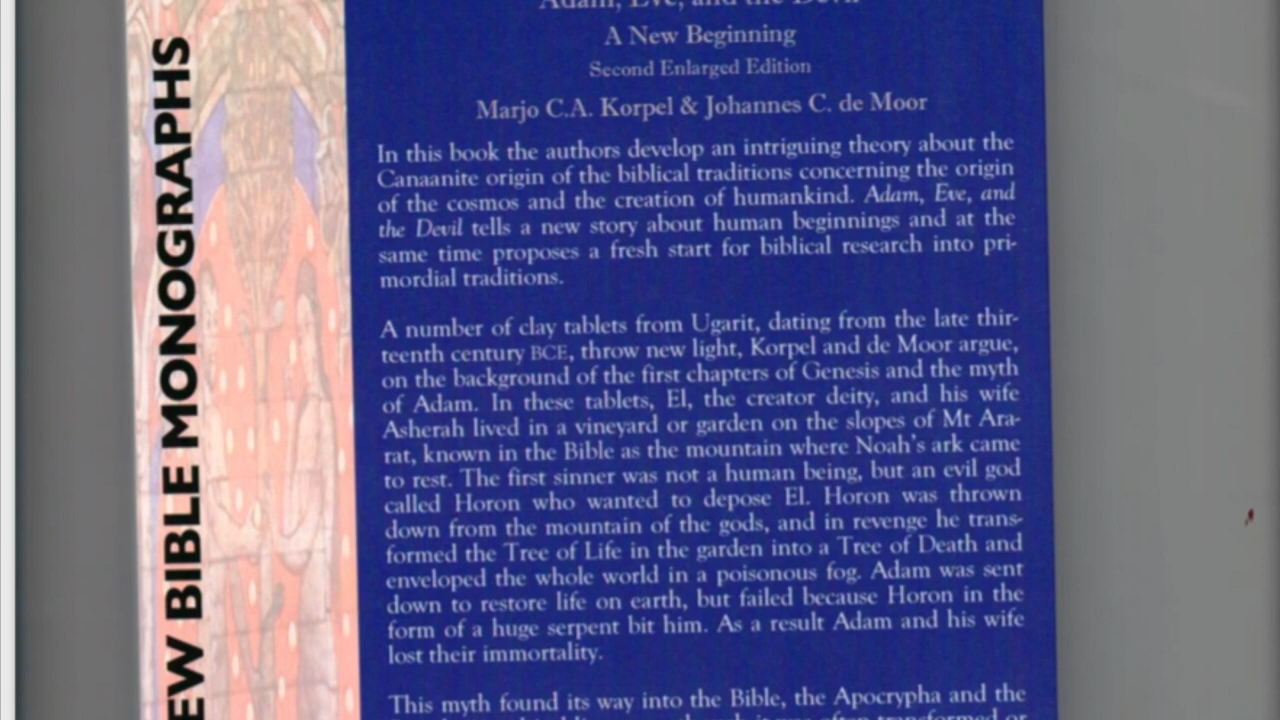 Adam, Eve, and the Devil
A New Beginning
Second Enlarged Edition
Marjo C.A. Korpel & Johannes C. de Moor
In this book the authors develop an intriguing theory about the
Canaanite origin of the biblical traditions concerning the origin
of the cosmos and the creation of humankind. Adam, Eve, and
the Devil tells a new story about human beginnings and at the
same time proposes a fresh start for biblical research into pri-
mordial traditions.
A number of clay tablets from Ugarit, dating from the late thir-
teenth century BCE, throw new light, Korpel and de Moor argue,
on the background of the first chapters of Genesis and the myth
of Adam. In these tablets, El, the creator deity, and his wife
Asherah lived in a vineyard or garden on the slopes of Mt Ara-
rat, known in the Bible as the mountain where Noah's ark came
to rest. The first sinner was not a human being, but an evil god
called Horon who wanted to depose El. Horon was thrown
down from the mountain of the gods, and in revenge he trans-
formed the Tree of Life in the garden into a Tree of Death and
enveloped the whole world in a poisonous fog. Adam was sent
down to restore life on earth, but failed because Horon in the
form of a huge serpent bit him. As a result Adam and his wife
lost their immortality.
This myth found its way into the Bible, the Apocrypha and the
it was often transformed or
EW BIBLE MONOGRAPHS